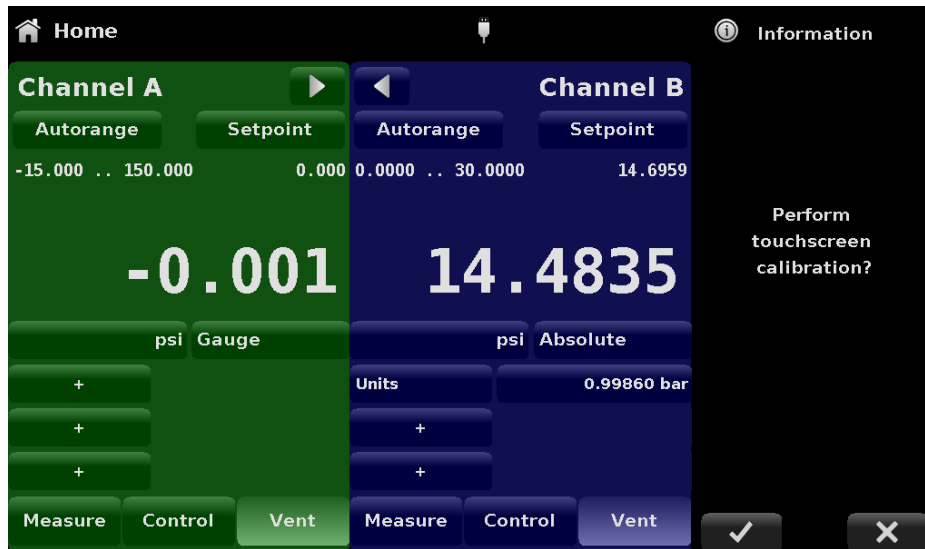 Home
Information
Channel A
Channel B
Autorange Setpoint
Autorange Setpoint
-15.000 .. 150.000 0.000
0.0000 .. 30.0000 14.6959
-0.001
14.4835
psi Gauge
psi Absolute
+
Units 0.99860 bar
+
+
+
+
Measure Control Vent
Measure Control Vent
Perform
touchscreen
calibration?